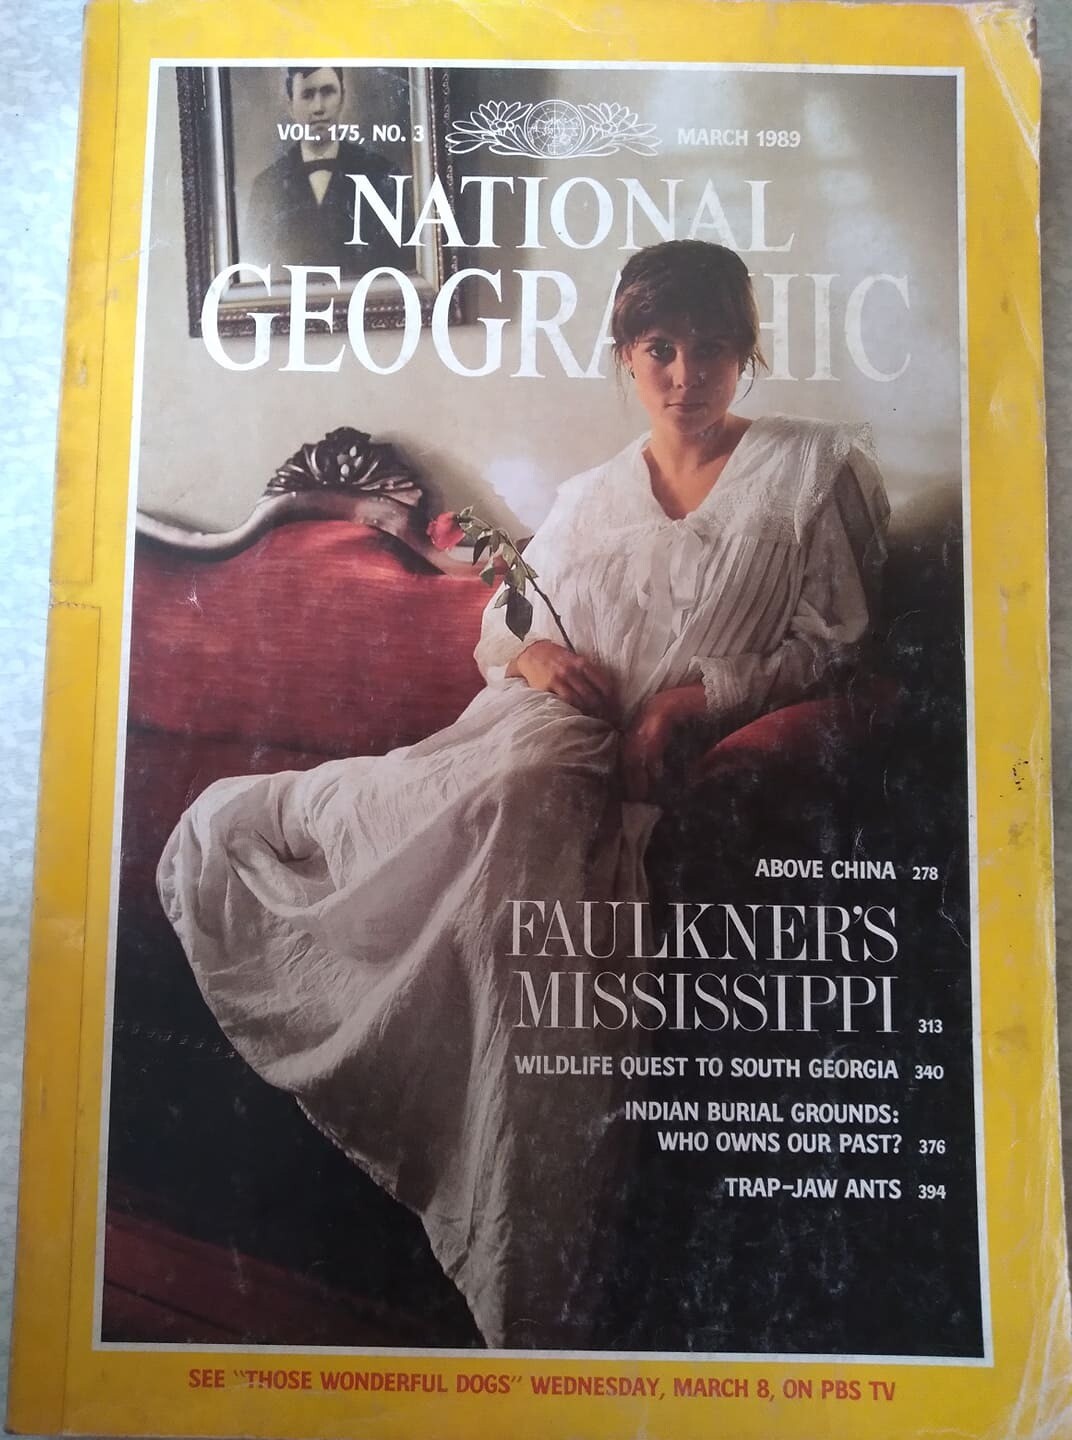 VOL. 175, NO. 3
MARCH 1989
NATIONAL
GEOGRAPHIC
ABOVE CHINA 278
FAULKNER'S
MISSISSIPPI 313
WILDLIFE QUEST TO SOUTH GEORGIA 340
INDIAN BURIAL GROUNDS:
WHO OWNS OUR PAST? 376
TRAP-JAW ANTS 394
SEE "THOSE WONDERFUL DOGS" WEDNESDAY, MARCH 8, ON PBS TV